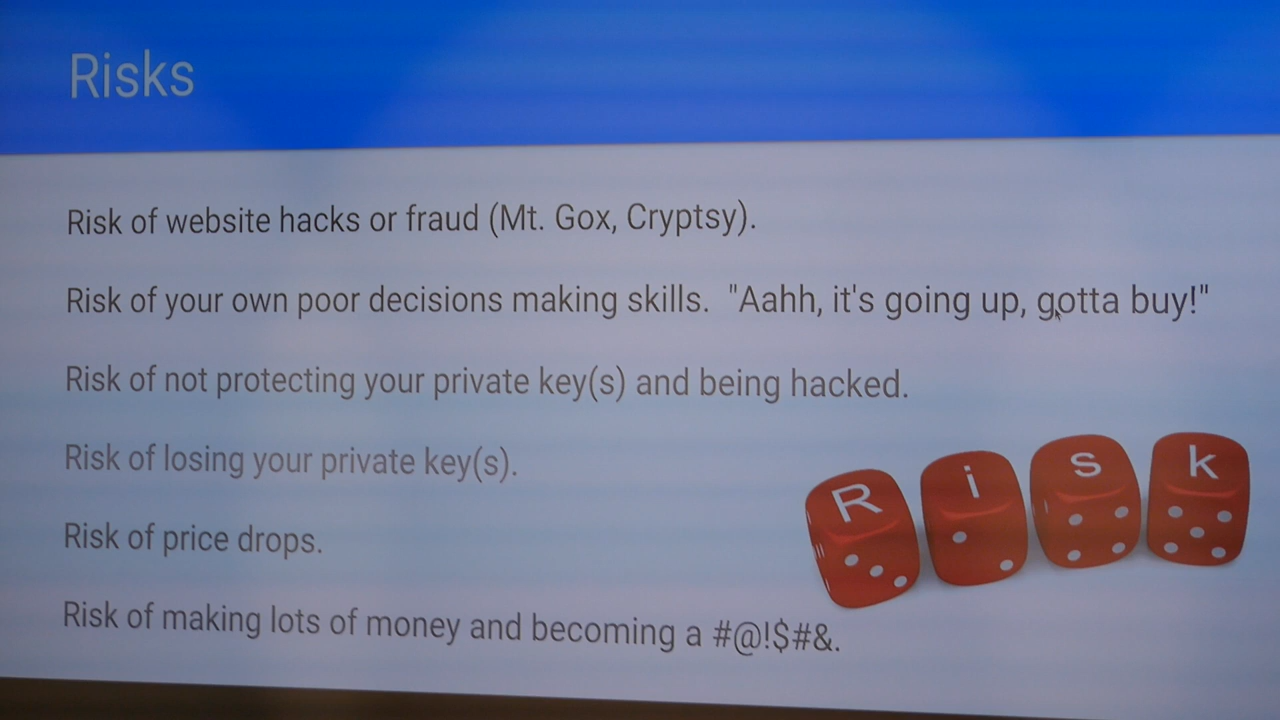 Risks
Risk of website hacks or fraud (Mt. Gox, Cryptsy).
Risk of your own poor decisions making skills.  "Aahh, it's going up, gotta buy!"
Risk of not protecting your private key(s) and being hacked.
Risk of losing your private key(s).
Risk of price drops.
Risk of making lots of money and becoming a #@!$#&.
R i s k